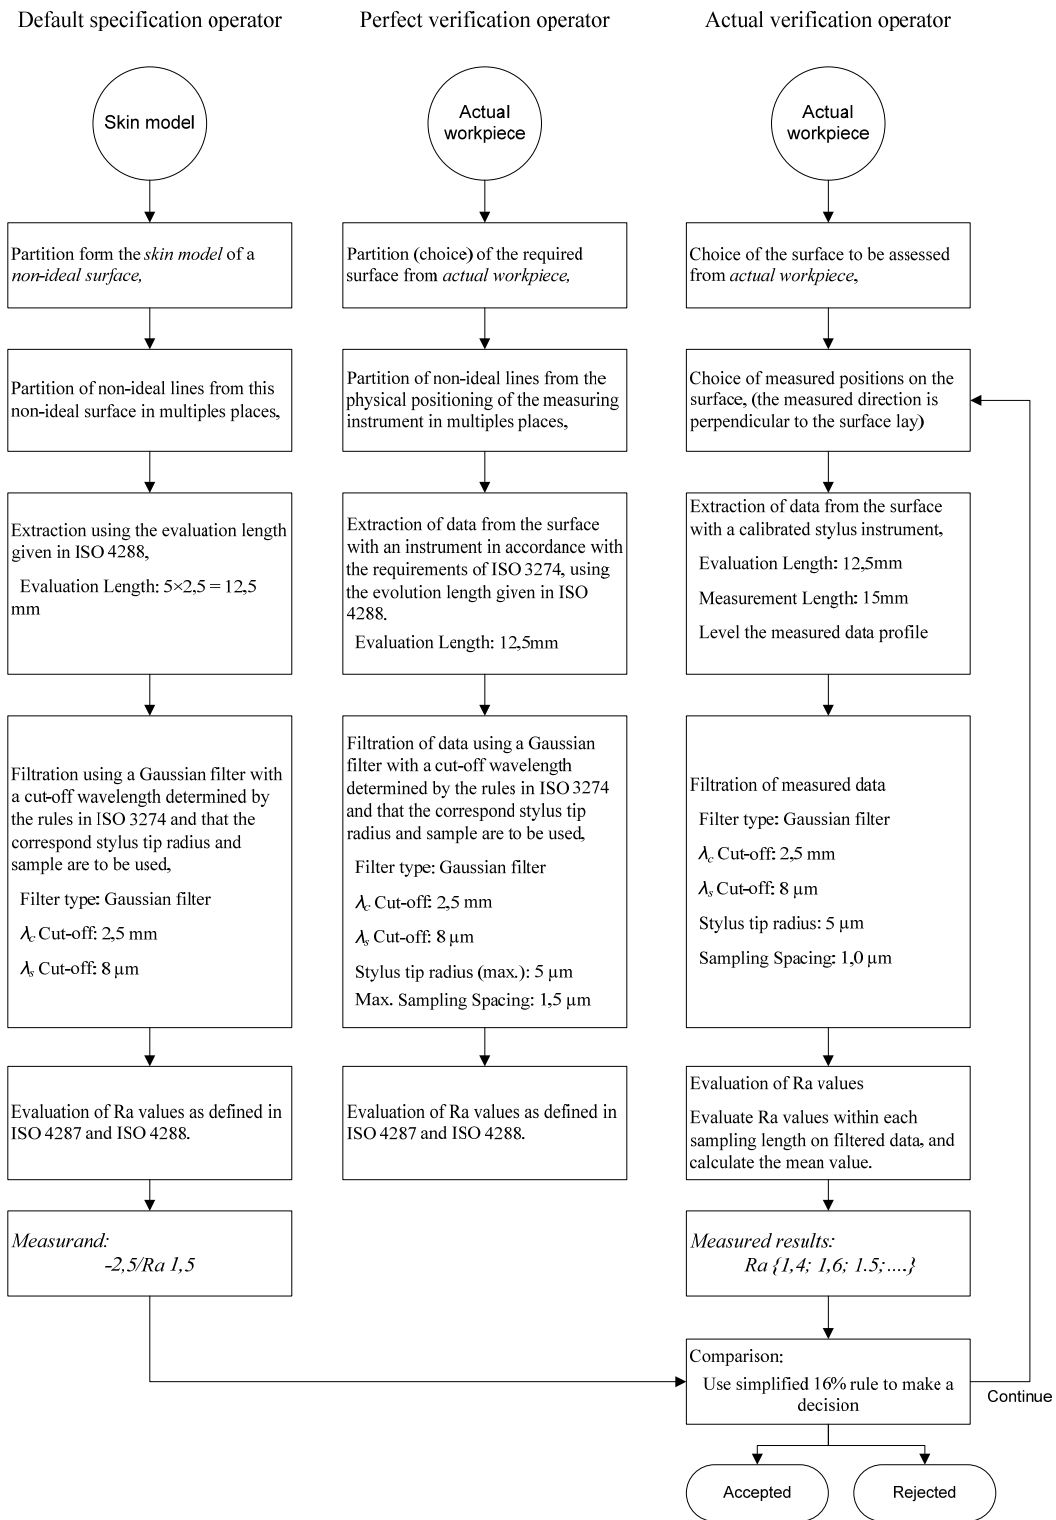 Default specification operator
Perfect verification operator
Actual verification operator
Skin model
Actual
workpiece
Actual
workpiece
Partition form the skin model of a
non-ideal surface,
Partition (choice) of the required
surface from actual workpiece,
Choice of the surface to be assessed
from actual workpiece,
Partition of non-ideal lines from this
non-ideal surface in multiples places,
Partition of non-ideal lines from the
physical positioning of the measuring
instrument in multiples places,
Choice of measured positions on the
surface, (the measured direction is
perpendicular to the surface lay)
Extraction using the evaluation length
given in ISO 4288,
Evaluation Length: 5×2,5 = 12,5
mm
Extraction of data from the surface
with an instrument in accordance with
the requirements of ISO 3274, using
the evolution length given in ISO
4288.
Evaluation Length: 12,5mm
Extraction of data from the surface
with a calibrated stylus instrument,
Evaluation Length: 12,5mm
Measurement Length: 15mm
Level the measured data profile
Filtration using a Gaussian filter with
a cut-off wavelength determined by
the rules in ISO 3274 and that the
correspond stylus tip radius and
sample are to be used,
Filter type: Gaussian filter
λc Cut-off: 2,5 mm
λs Cut-off: 8 μm
Filtration of data using a Gaussian
filter with a cut-off wavelength
determined by the rules in ISO 3274
and that the correspond stylus tip
radius and sample are to be used,
Filter type: Gaussian filter
λc Cut-off: 2,5 mm
λs Cut-off: 8 μm
Stylus tip radius (max.): 5 μm
Max. Sampling Spacing: 1,5 μm
Filtration of measured data
Filter type: Gaussian filter
λc Cut-off: 2,5 mm
λs Cut-off: 8 μm
Stylus tip radius: 5 μm
Sampling Spacing: 1,0 μm
Evaluation of Ra values as defined in
ISO 4287 and ISO 4288.
Evaluation of Ra values as defined in
ISO 4287 and ISO 4288.
Evaluation of Ra values
Evaluate Ra values within each
sampling length on filtered data, and
calculate the mean value.
Measurand:
-2,5/Ra 1,5
Measured results:
Ra {1,4; 1,6; 1.5;….}
Comparison:
Use simplified 16% rule to make a
decision
Continue
Accepted
Rejected